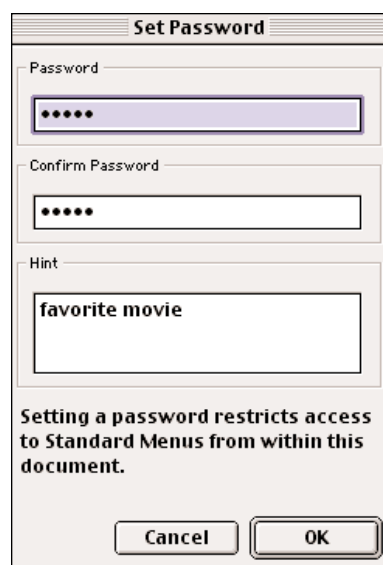 Set Password
Password
•••••
Confirm Password
•••••
Hint
favorite movie
Setting a password restricts access
to Standard Menus from within this
document.
Cancel
OK